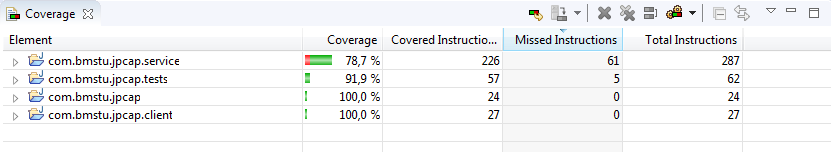 Coverage
Element Coverage Covered Instructio... Missed Instructions Total Instructions
com.bmstu.jpcap.service 78,7 % 226 61 287
com.bmstu.jpcap.tests 91,9 % 57 5 62
com.bmstu.jpcap 100,0 % 24 0 24
com.bmstu.jpcap.client 100,0 % 27 0 27